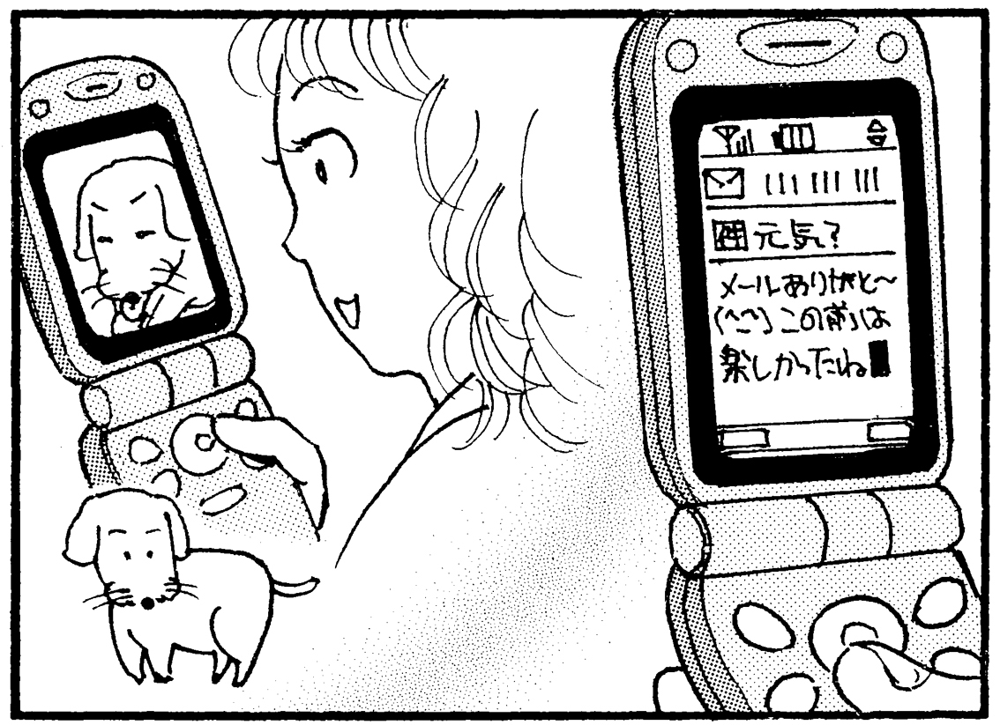 件 元気？
メールありがと〜
(^-^) この前は
楽しかったね